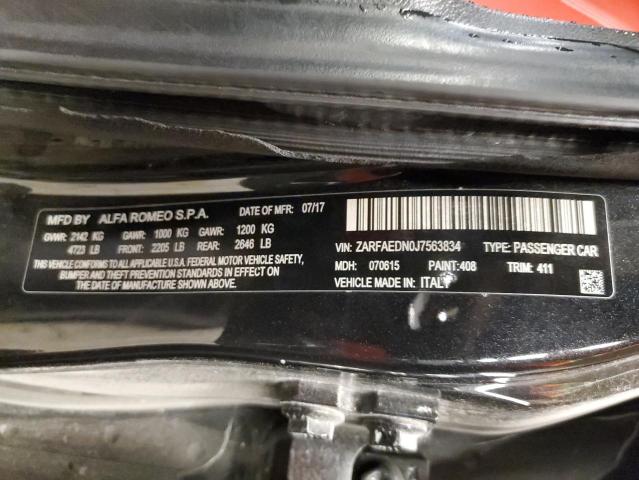 MFD BY ALFA ROMEO S.P.A. DATE OF MFR: 07/17
GVWR: 2142 KG GAWR: 1000 KG GAWR: 1200 KG
4723 LB FRONT: 2205 LB REAR: 2646 LB
THIS VEHICLE CONFORMS TO ALL APPLICABLE U.S.A. FEDERAL MOTOR VEHICLE SAFETY,
BUMPER AND THEFT PREVENTION STANDARDS IN EFFECT ON
THE DATE OF MANUFACTURE SHOWN ABOVE.
VIN: ZARFAEDN0J7563834 TYPE: PASSENGER CAR
MDH: 070615 PAINT:408 TRIM: 411
VEHICLE MADE IN: ITALY